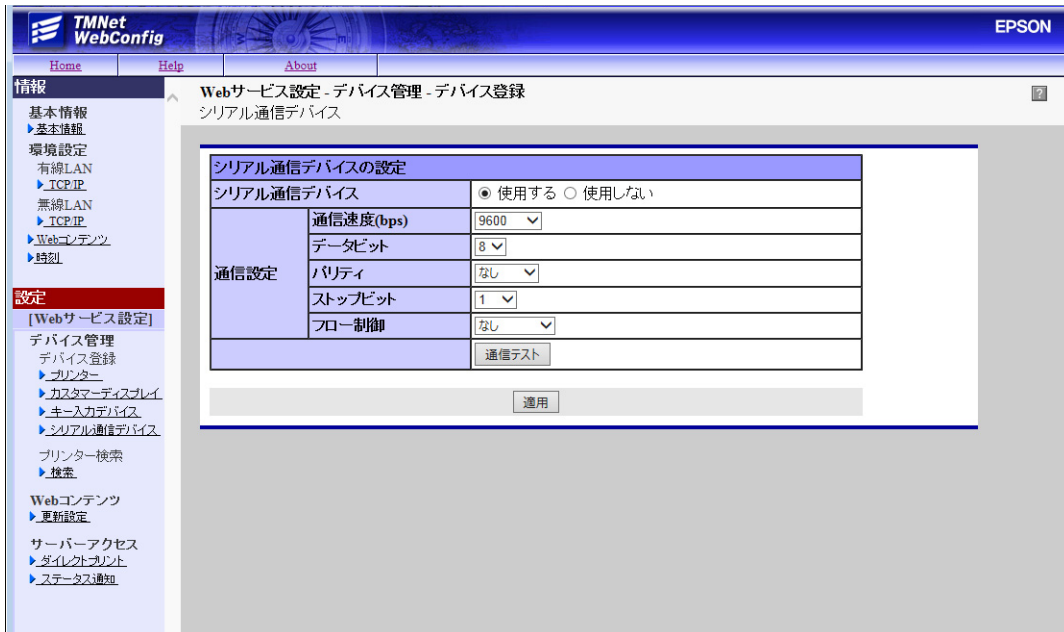 TMNet
WebConfig
EPSON
Home Help About
情報
基本情報
基本情報
環境設定
有線LAN
TCP/IP
無線LAN
TCP/IP
Webコンテンツ
時刻
設定
[Webサービス設定]
デバイス管理
デバイス登録
プリンター
カスタマーディスプレイ
キー入力デバイス
シリアル通信デバイス
プリンター検索
検索
Webコンテンツ
更新設定
サーバーアクセス
ダイレクトプリント
ステータス通知
Webサービス設定 - デバイス管理 - デバイス登録
?
シリアル通信デバイス
シリアル通信デバイスの設定
シリアル通信デバイス 使用する 使用しない
通信設定
通信速度(bps) 9600
データビット 8
パリティ なし
ストップビット 1
フロー制御 なし
通信テスト
適用